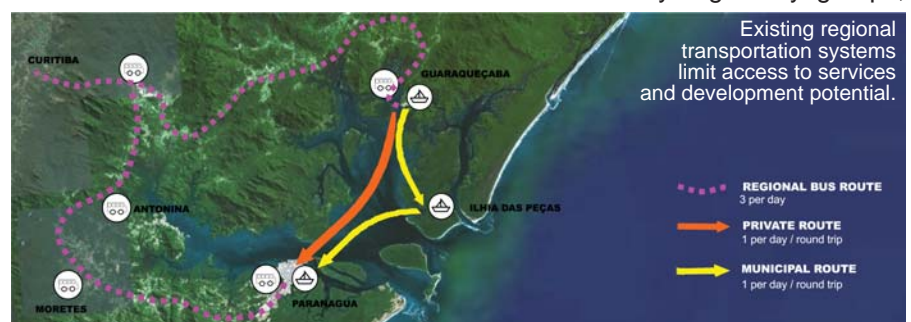 Existing regional
transportation systems
limit access to services
and development potential.
CURITIBA
GUARAQUEÇABA
ANTONINA
ILHIA DAS PEÇAS
MORETES
PARANAGUA
REGIONAL BUS ROUTE
3 per day
PRIVATE ROUTE
1 per day / round trip
MUNICIPAL ROUTE
1 per day / round trip